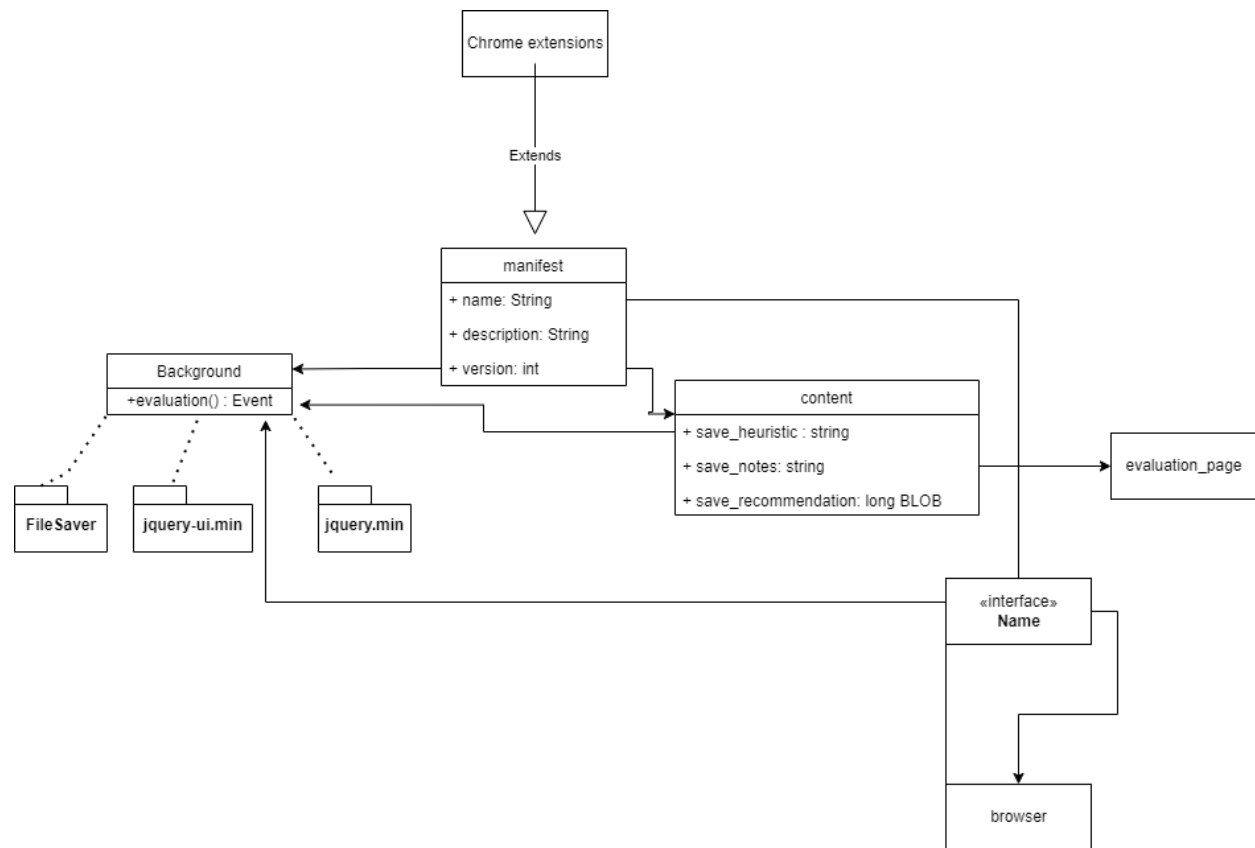 Chrome extensions
Extends
manifest
+ name: String
+ description: String
+ version: int
Background
+evaluation() : Event
content
+ save_heuristic : string
+ save_notes: string
+ save_recommendation: long BLOB
evaluation_page
FileSaver
jquery-ui.min
jquery.min
«interface»
Name
browser